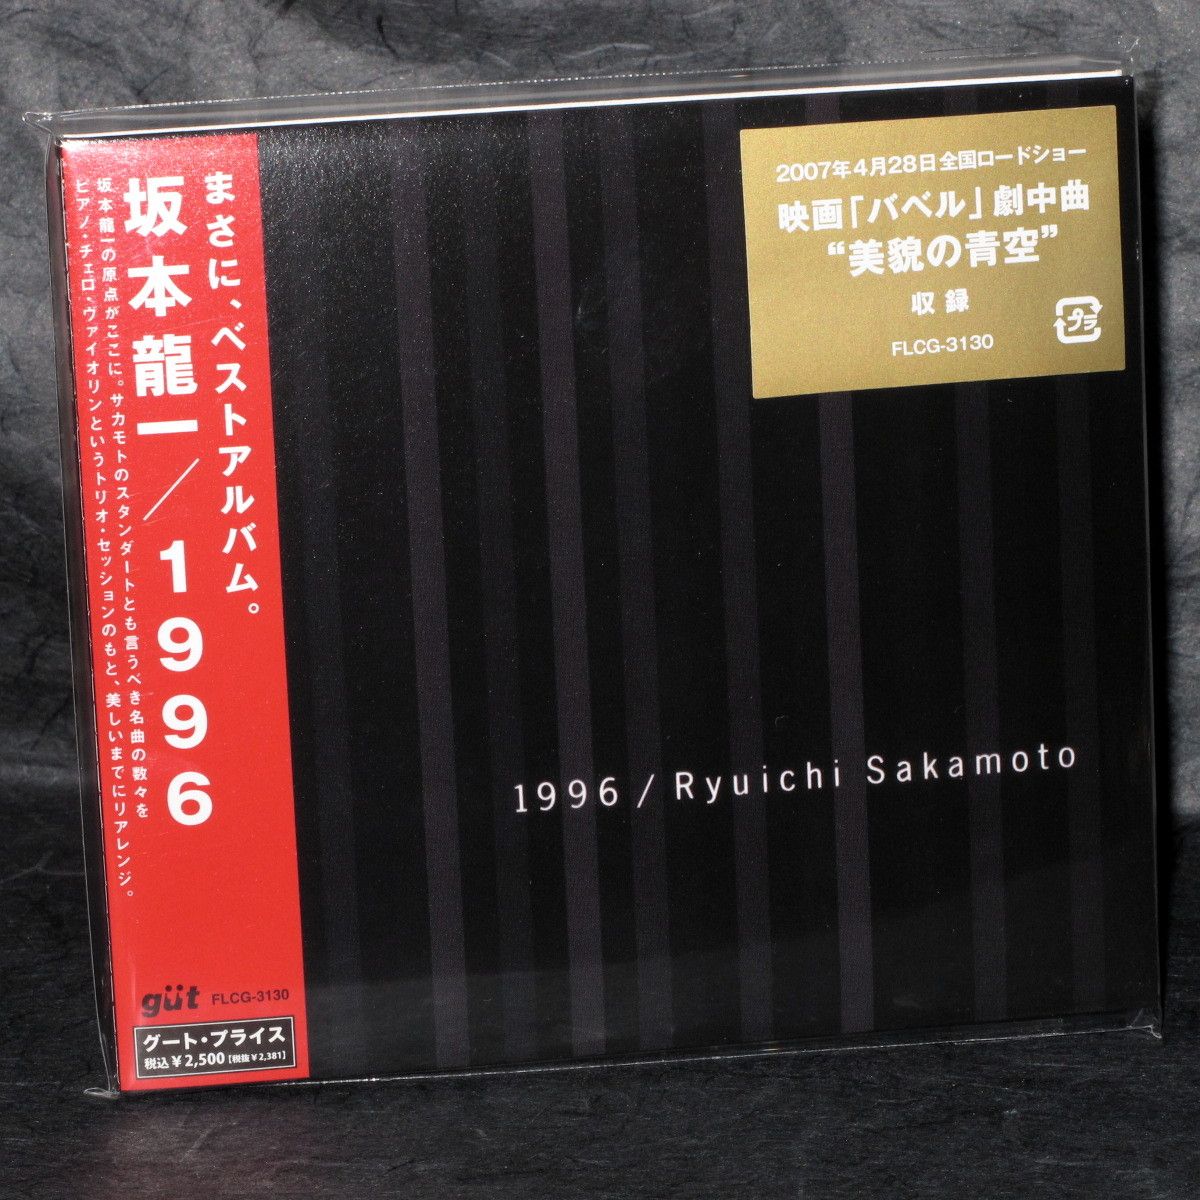 まさに、ベストアルバム。
坂本龍一／1996
坂本龍一の原点がここに。サカモトのスタンダートとも言うべき名曲の数々を
ピアノ・チェロ・ヴァイオリンというトリオ・セッションのもと、美しいまでにリアレンジ。
güt FLCG-3130
グート・プライス
税込￥2,500［税抜￥2,381］
2007年4月28日全国ロードショー
映画「バベル」劇中曲
“美貌の青空”
収録
FLCG-3130
プラ
1996 / Ryuichi Sakamoto